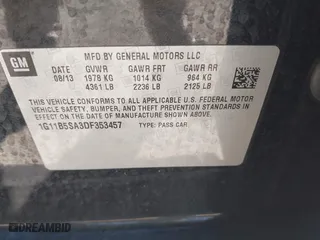 GM
MFD BY GENERAL MOTORS LLC
DATE GVWR GAWR FRT GAWR RR
08/13 1978 KG 1014 KG 964 KG
4361 LB 2236 LB 2125 LB
THIS VEHICLE CONFORMS TO ALL APPLICABLE U.S. FEDERAL MOTOR
VEHICLE SAFETY, BUMPER, AND THEFT PREVENTION STANDARDS IN
EFFECT ON THE DATE OF MANUFACTURE SHOWN ABOVE.
1G11B5SA3DF353457 TYPE: PASS CAR
AUTOBIDMASTER